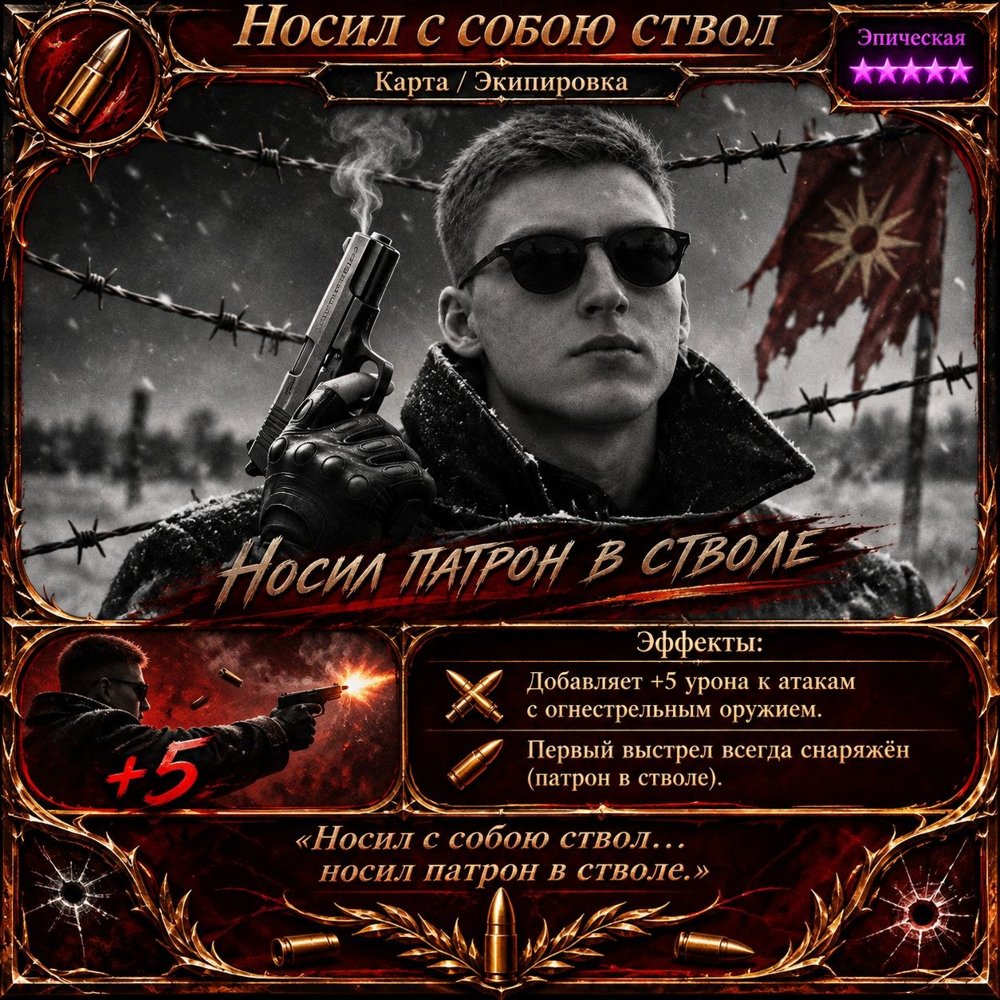 Носил с собою ствол
Эпическая
Карта / Экипировка
Носил патрон в стволе
+5
Эффекты:
Добавляет +5 урона к атакам
с огнестрельным оружием.
Первый выстрел всегда снаряжён
(патрон в стволе).
«Носил с собою ствол...
носил патрон в стволе.»